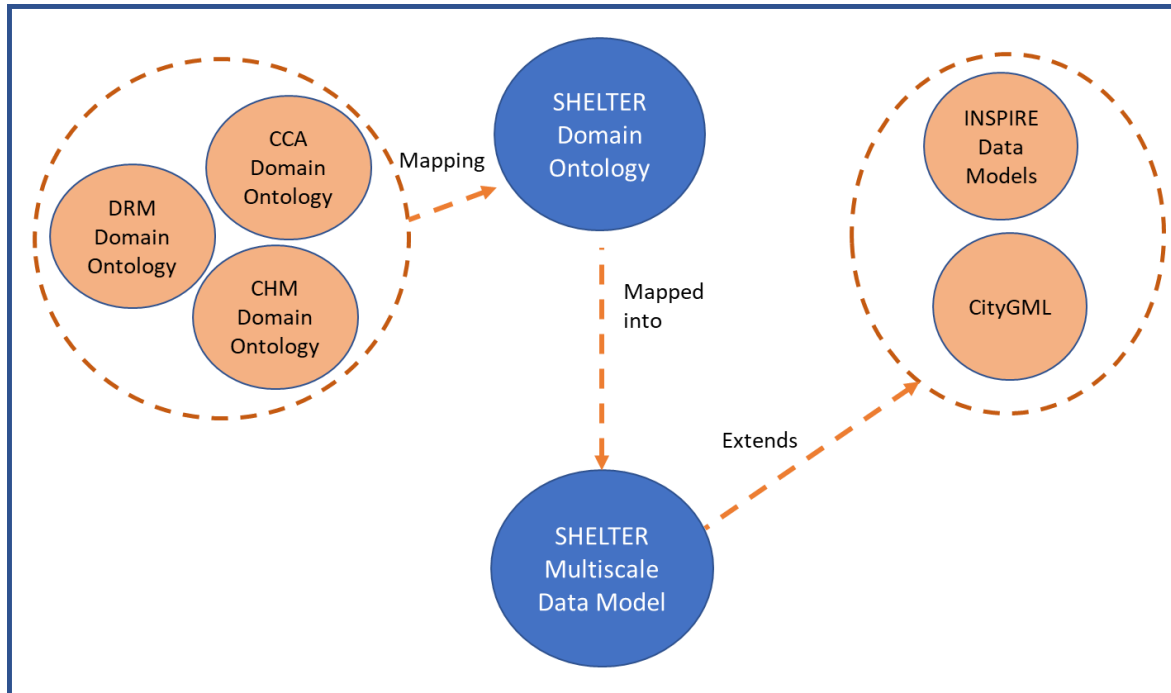 DRM
Domain
Ontology
CCA
Domain
Ontology
CHM
Domain
Ontology
Mapping
SHELTER
Domain
Ontology
Mapped
into
SHELTER
Multiscale
Data Model
Extends
INSPIRE
Data
Models
CityGML